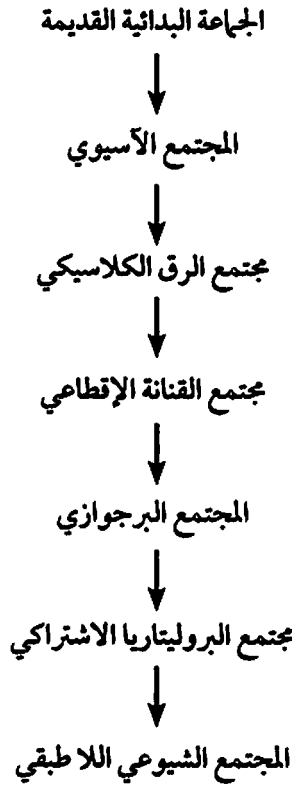 الجماعة البدائية القديمة
المجتمع الآسيوي
مجتمع الرق الكلاسيكي
مجتمع القنانة الإقطاعي
المجتمع البرجوازي
مجتمع البروليتاريا الاشتراكي
المجتمع الشيوعي اللا طبقي